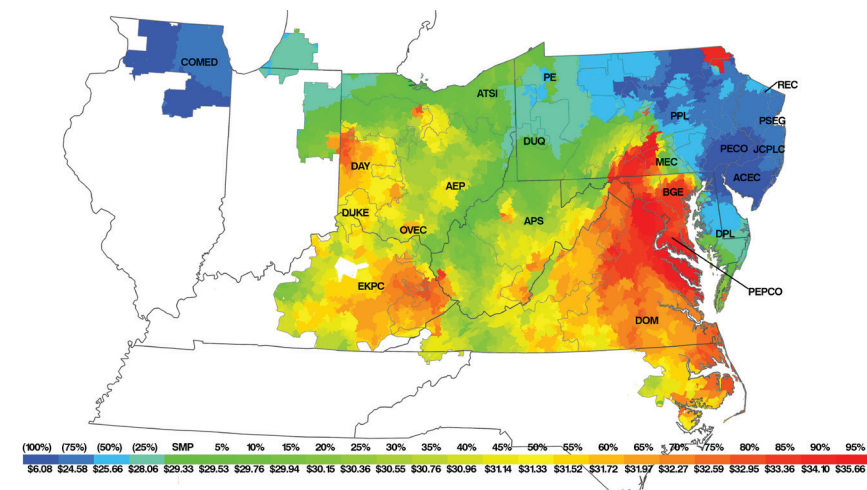 COMED
ATSI
PE
REC
PPL
PSEG
DUQ
PECO
JCPLC
MEC
DAY
ACEC
AEP
BGE
DUKE
APS
OVEC
DPL
EKPC
PEPCO
DOM
(100%) (75%) (50%) (25%) SMP 5% 10% 15% 20% 25% 30% 35% 40% 45% 50% 55% 60% 65% 70% 75% 80% 85% 90% 95%
$6.08 $24.58 $25.66 $28.06 $29.33 $29.53 $29.76 $29.94 $30.15 $30.36 $30.55 $30.76 $30.96 $31.14 $31.33 $31.52 $31.72 $31.97 $32.27 $32.59 $32.95 $33.36 $34.10 $35.66